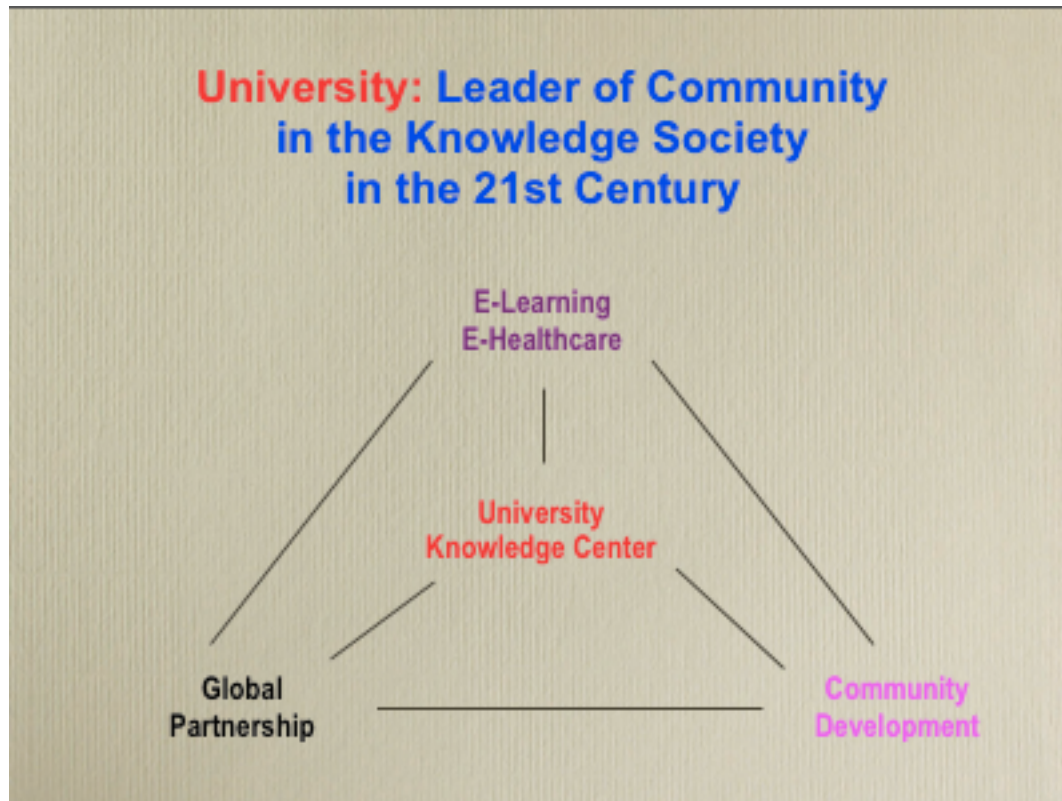 University: Leader of Community
in the Knowledge Society
in the 21st Century
E-Learning
E-Healthcare
University
Knowledge Center
Global
Partnership
Community
Development